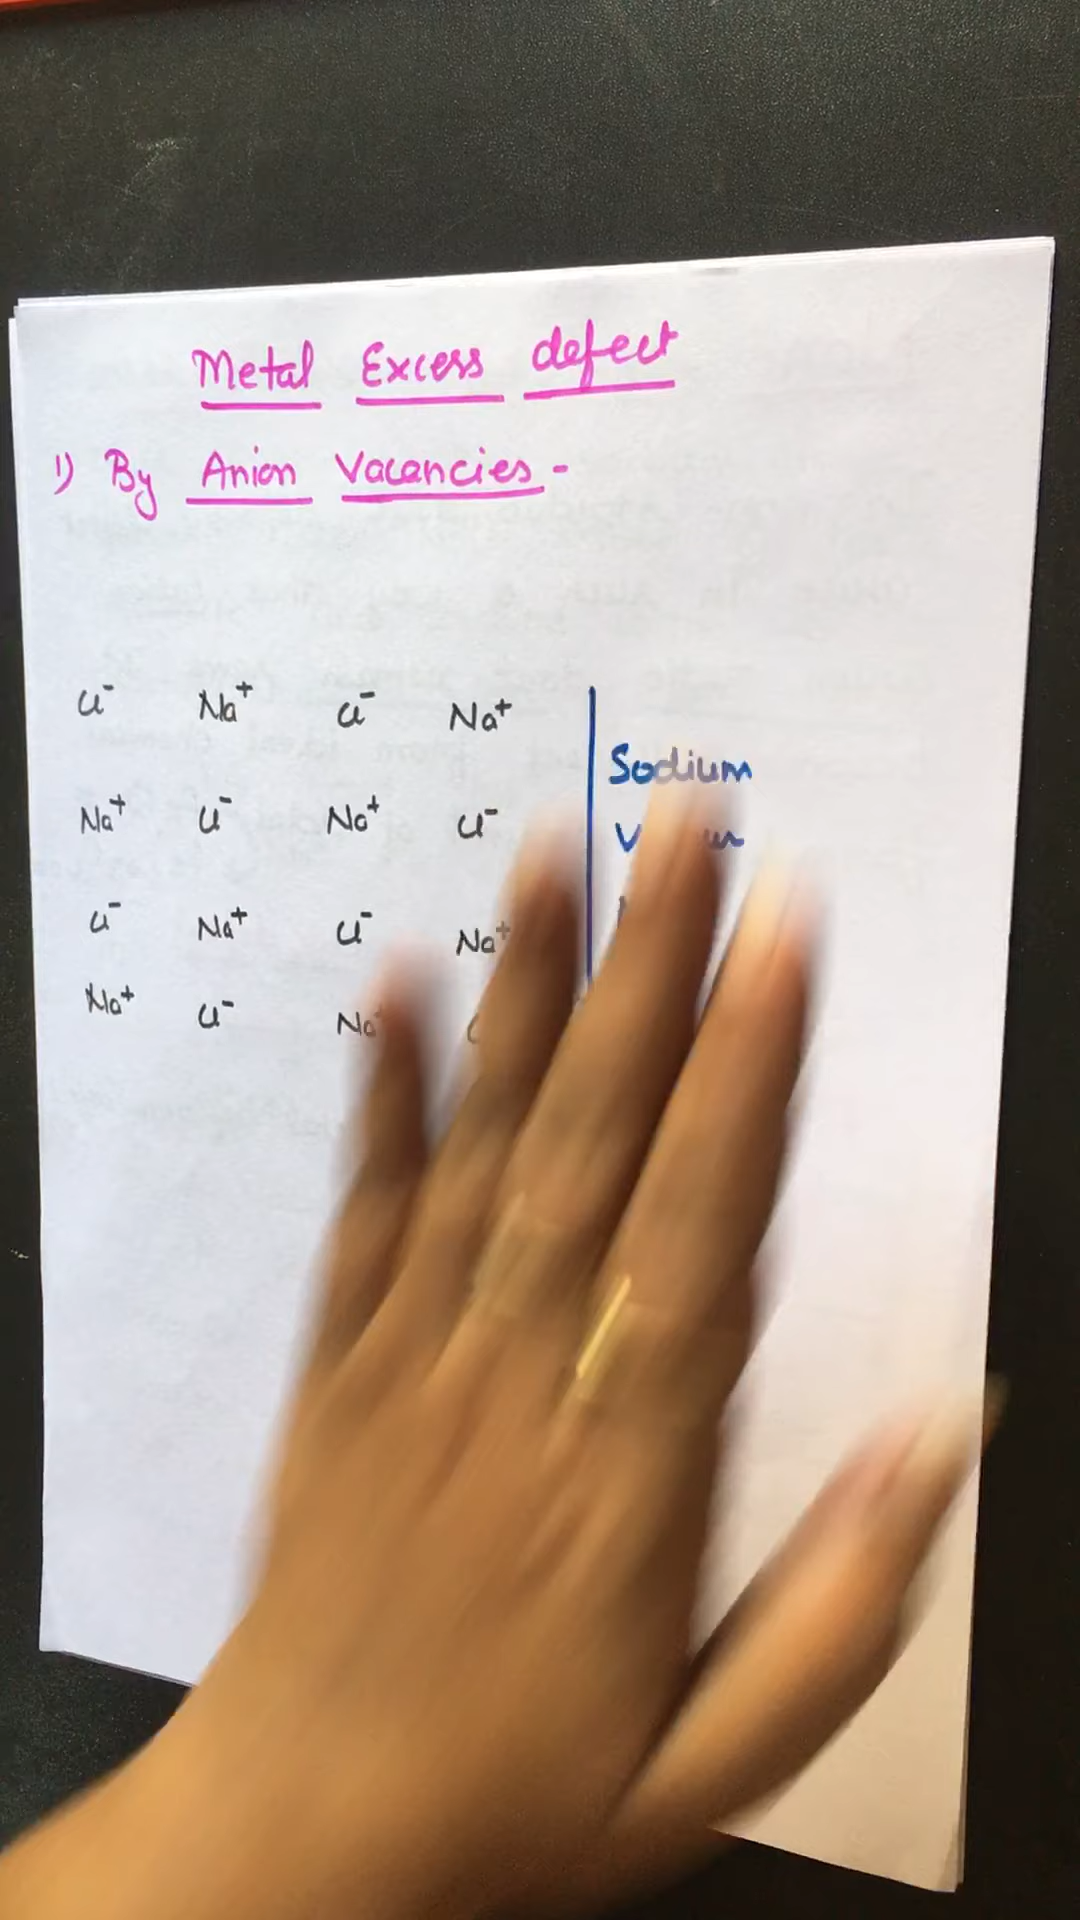 Metal Excess defect
1) By Anion Vacancies -
Cl⁻ Na⁺ Cl⁻ Na⁺
Na⁺ Cl⁻ Na⁺ Cl⁻
Cl⁻ Na⁺ Cl⁻ Na⁺
Na⁺ Cl⁻ Na⁺
Sodium